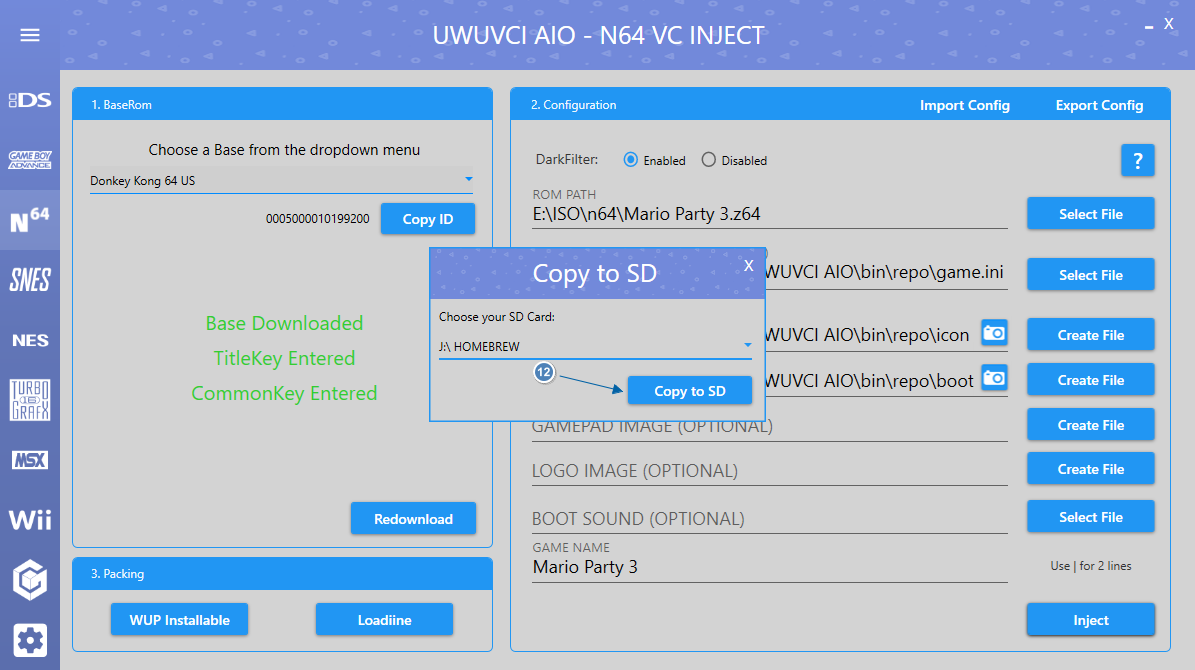 UWUVCI AIO - N64 VC INJECT
X
DS
GAME BOY
ADVANCE
N64
SNES
NES
TURBO
16
GRAFX
MSX
Wii
1. BaseRom
Choose a Base from the dropdown menu
Donkey Kong 64 US
0005000010199200
Copy ID
Base Downloaded
TitleKey Entered
CommonKey Entered
Redownload
3. Packing
WUP Installable
Loadiine
2. Configuration
Import Config
Export Config
DarkFilter:
Enabled
Disabled
?
ROM PATH
E:\ISO\n64\Mario Party 3.z64
Select File
WUVCI AIO\bin\repo\game.ini
Select File
WUVCI AIO\bin\repo\icon
Create File
WUVCI AIO\bin\repo\boot
Create File
GAMEPAD IMAGE (OPTIONAL)
Create File
LOGO IMAGE (OPTIONAL)
Create File
BOOT SOUND (OPTIONAL)
Select File
GAME NAME
Mario Party 3
Use | for 2 lines
Inject
Copy to SD
X
Choose your SD Card:
J:\ HOMEBREW
12
Copy to SD